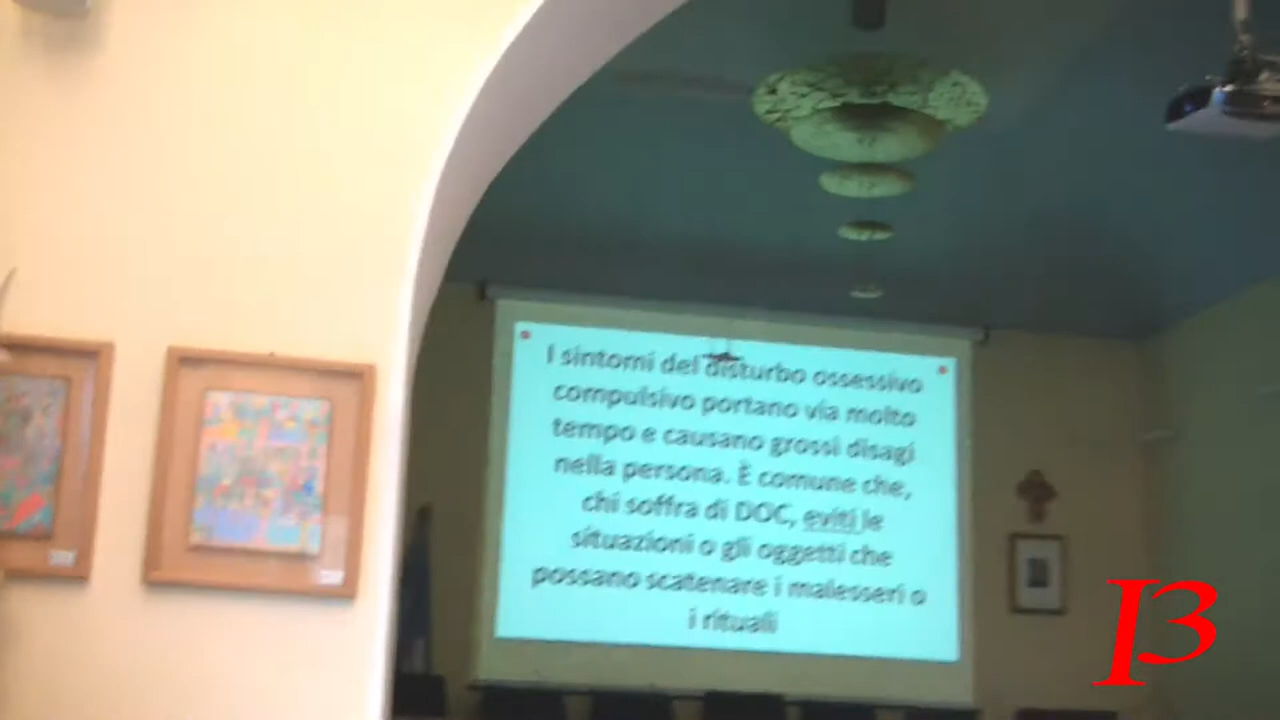 I sintomi del disturbo ossessivo
compulsivo portano via molto
tempo e causano grossi disagi
nella persona. È comune che,
chi soffra di DOC, eviti le
situazioni o gli oggetti che
possano scatenare i malesseri o
i rituali
I3